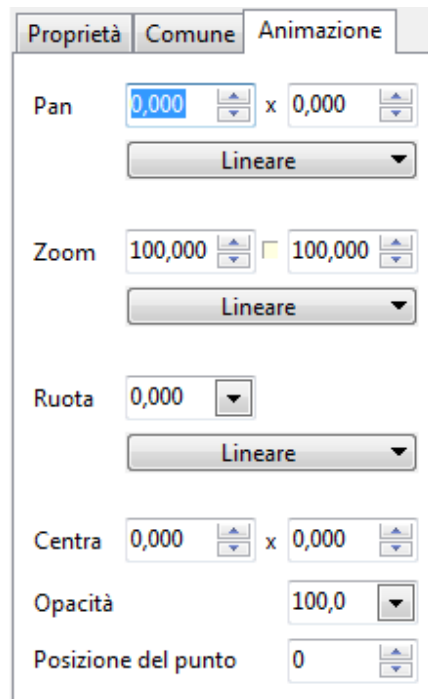 Proprietà Comune Animazione
Pan 0,000 x 0,000
Lineare
Zoom 100,000 100,000
Lineare
Ruota 0,000
Lineare
Centra 0,000 x 0,000
Opacità 100,0
Posizione del punto 0